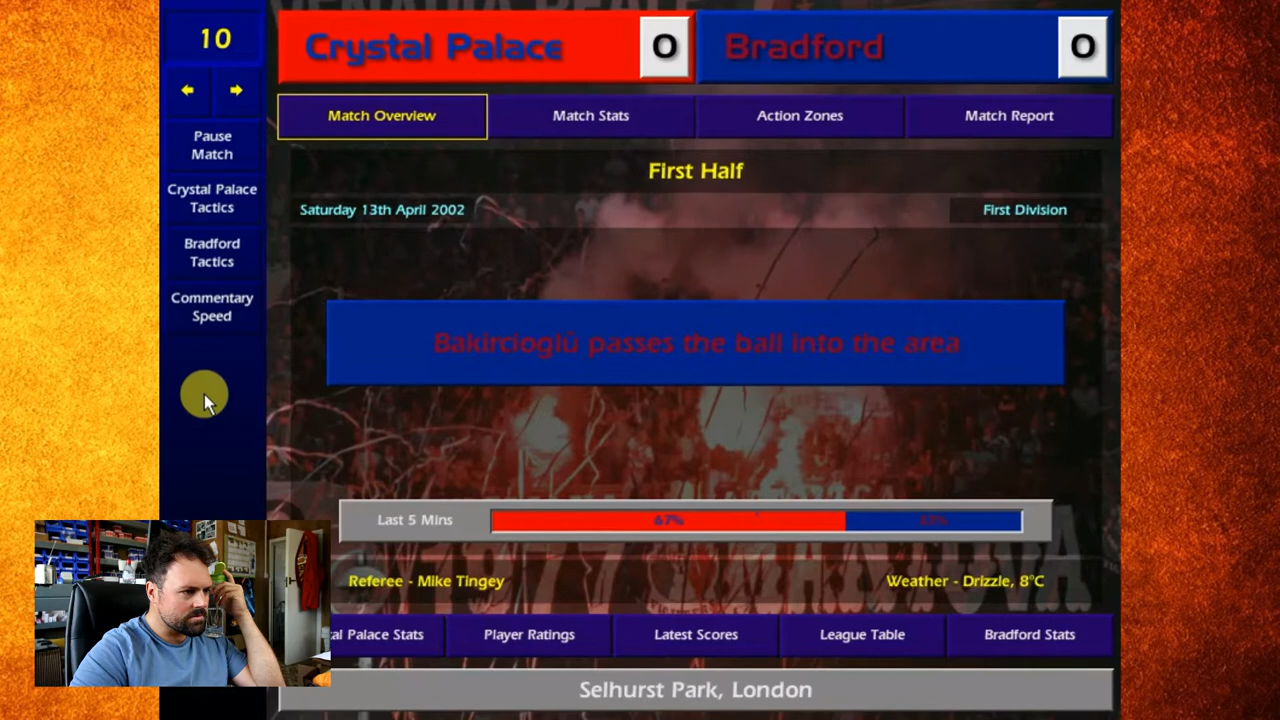 10
Crystal Palace 0 Bradford 0
Match Overview Match Stats Action Zones Match Report
Pause
Match
Crystal Palace
Tactics
Bradford
Tactics
Commentary
Speed
First Half
Saturday 13th April 2002 First Division
Bakircioglü passes the ball into the area
Last 5 Mins 67% 33%
Referee - Mike Tingey Weather - Drizzle, 8°C
al Palace Stats Player Ratings Latest Scores League Table Bradford Stats
Selhurst Park, London